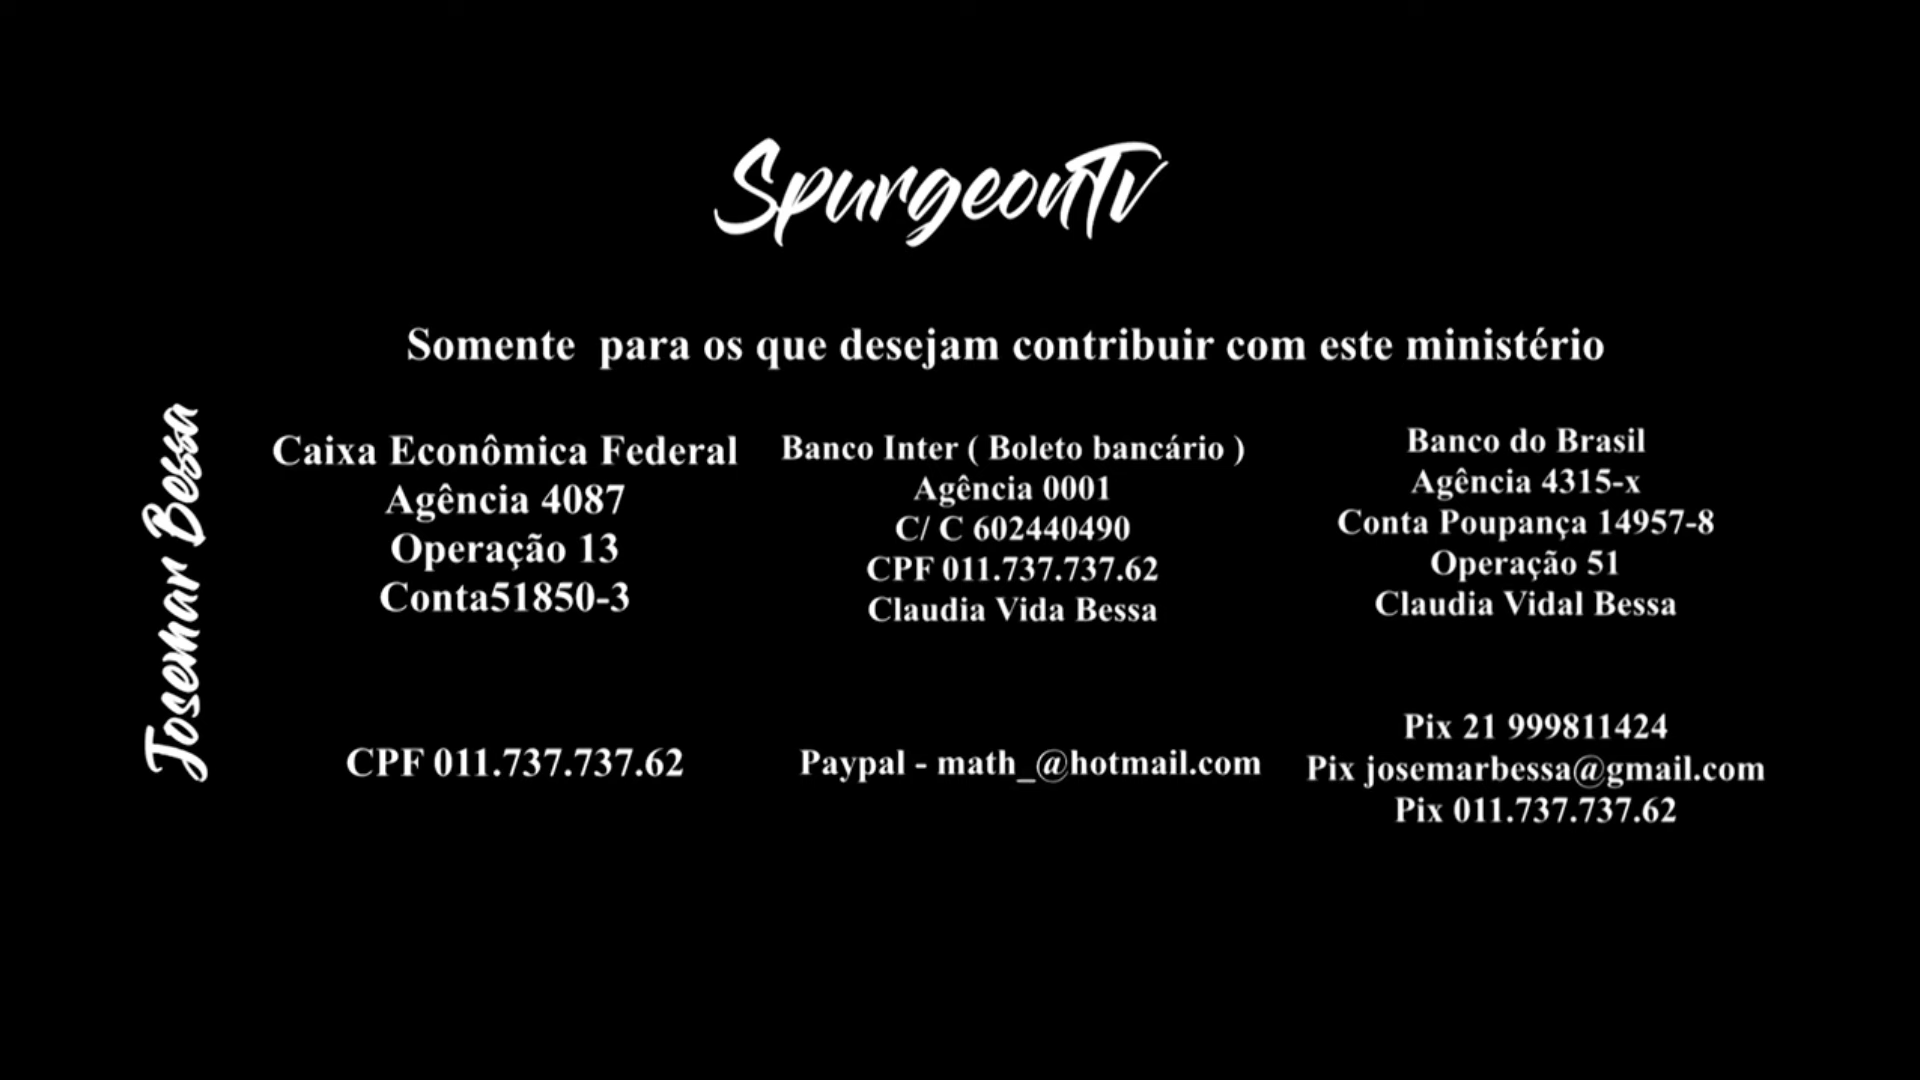 SpurgeonTv
Somente para os que desejam contribuir com este ministério
Josemar Bessa
Caixa Econômica Federal
Agência 4087
Operação 13
Conta51850-3
CPF 011.737.737.62
Banco Inter ( Boleto bancário )
Agência 0001
C/ C 602440490
CPF 011.737.737.62
Claudia Vida Bessa
Paypal - math_@hotmail.com
Banco do Brasil
Agência 4315-x
Conta Poupança 14957-8
Operação 51
Claudia Vidal Bessa
Pix 21 999811424
Pix josemarbessa@gmail.com
Pix 011.737.737.62